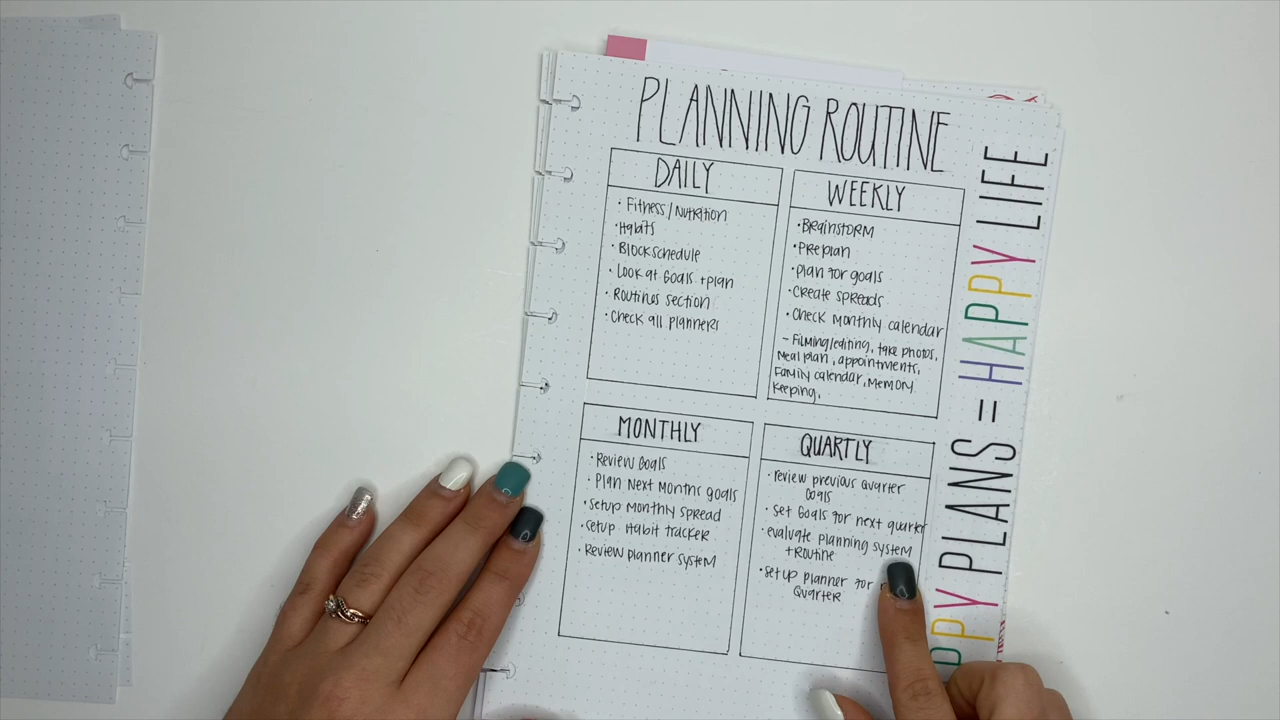 PLANNING ROUTINE
DAILY
• Fitness/Nutrition
• Habits
• Block schedule
• Look at Goals + plan
• Routines section
• Check all planners
WEEKLY
• Brainstorm
• Preplan
• plan for goals
• Create spreads
• Check monthly calendar
– Filming/editing, take photos,
Meal plan, appointments,
Family calendar, Memory
Keeping,
MONTHLY
• Review Goals
• Plan Next Months goals
• Setup monthly spread
• Setup Habit tracker
• Review planner system
QUARTLY
• review previous Quarter
Goals
• Set Goals for next quarter
• evaluate planning system
+ Routine
• Set up planner for
Quarter
PPY PLANS = HAPPY LIFE